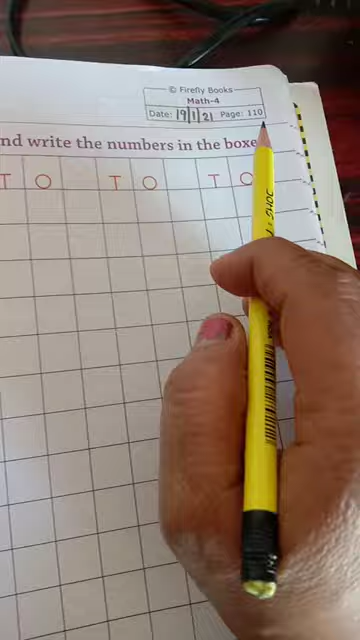 © Firefly Books
Math-4
Date: 19/1/21 Page: 110
nd write the numbers in the boxe
T O T O T O